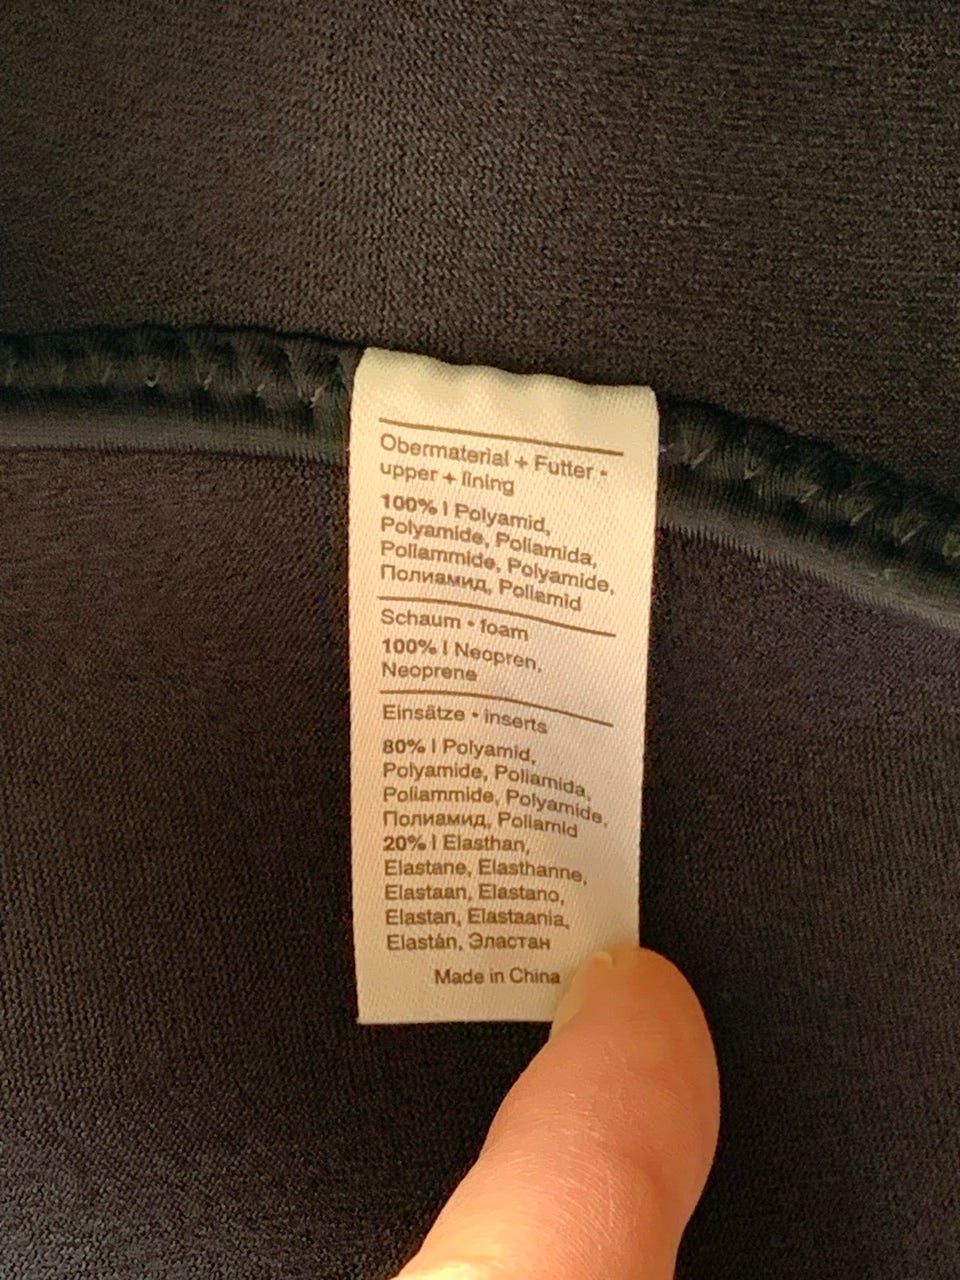 Obermaterial + Futter •
upper + lining
100% | Polyamid,
Polyamide, Poliamida,
Poliammide, Polyamide,
Полиамид, Poliamid
Schaum • foam
100% | Neopren,
Neoprene
Einsätze • inserts
80% | Polyamid,
Polyamide, Poliamida,
Poliammide, Polyamide,
Полиамид, Poliamid
20% | Elasthan,
Elastane, Elasthanne,
Elastaan, Elastano,
Elastan, Elastaania,
Elastán, Эластан
Made in China